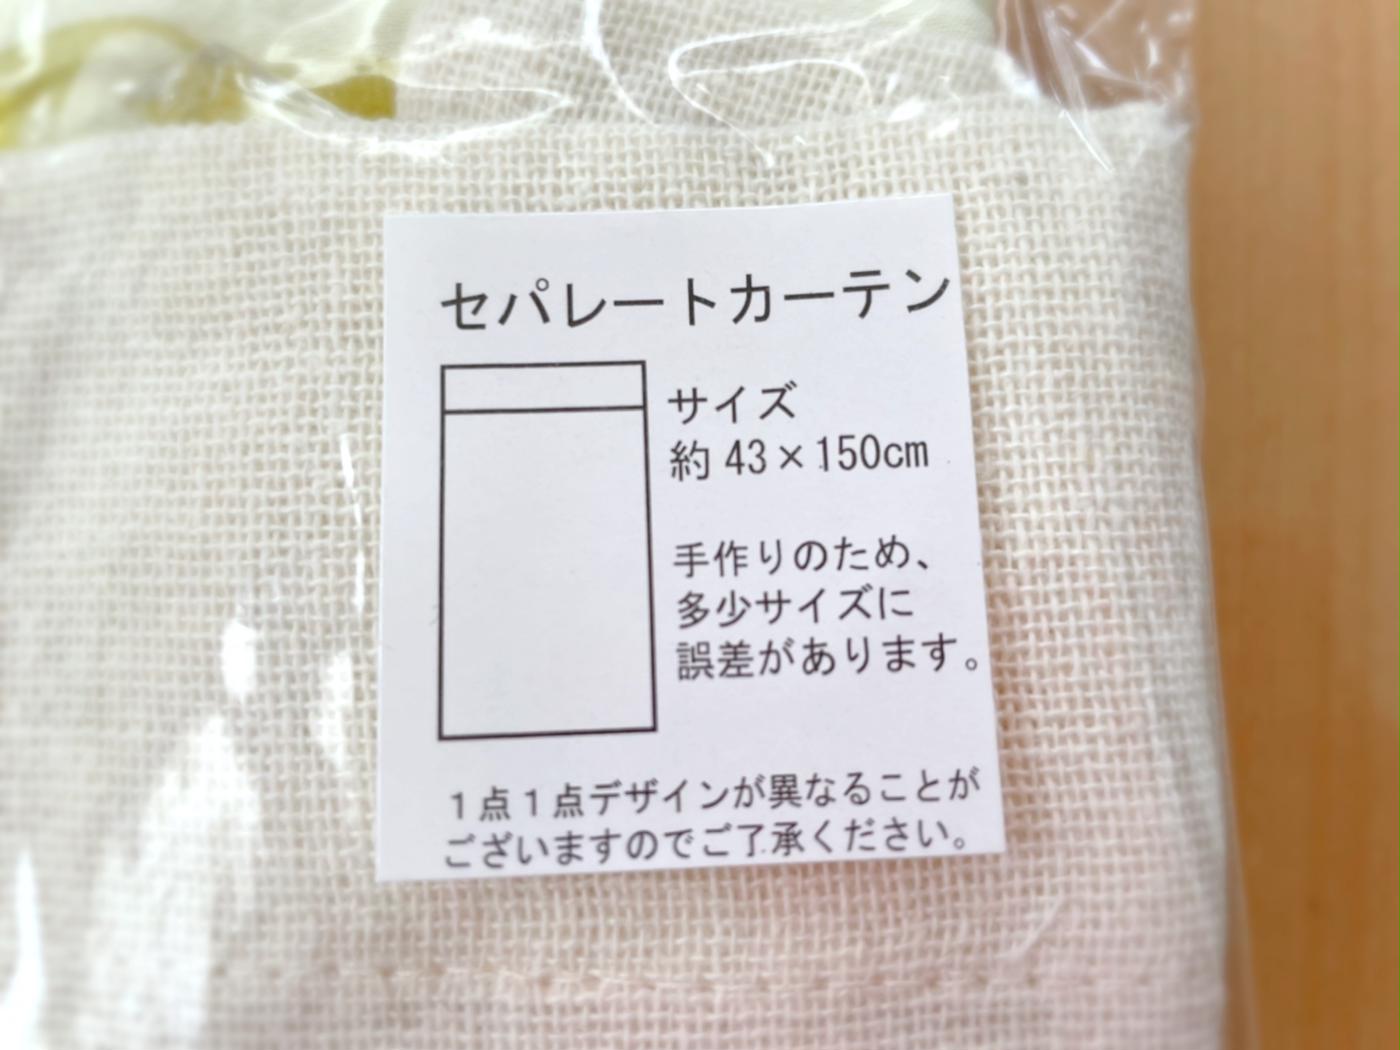 セパレートカーテン
サイズ
約 43×150cm
手作りのため、
多少サイズに
誤差があります。
1点1点デザインが異なることが
ございますのでご了承ください。